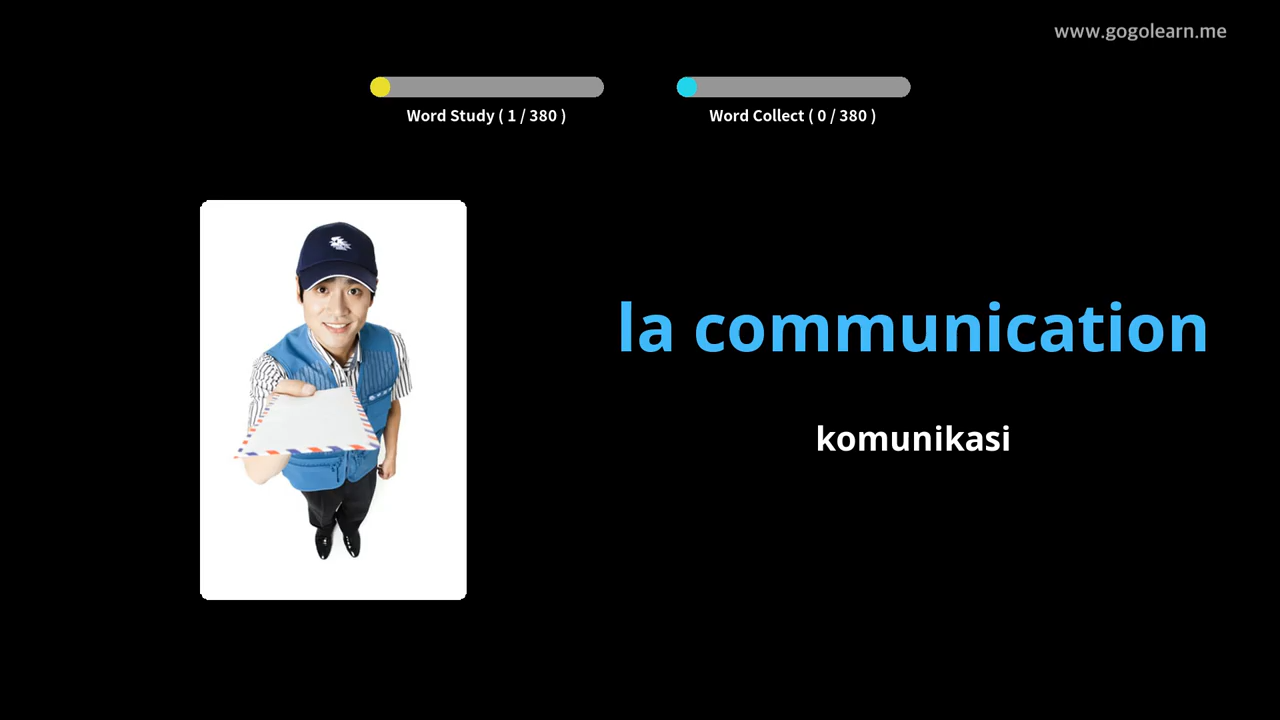 www.gogolearn.me
Word Study ( 1 / 380 )
Word Collect ( 0 / 380 )
la communication
komunikasi